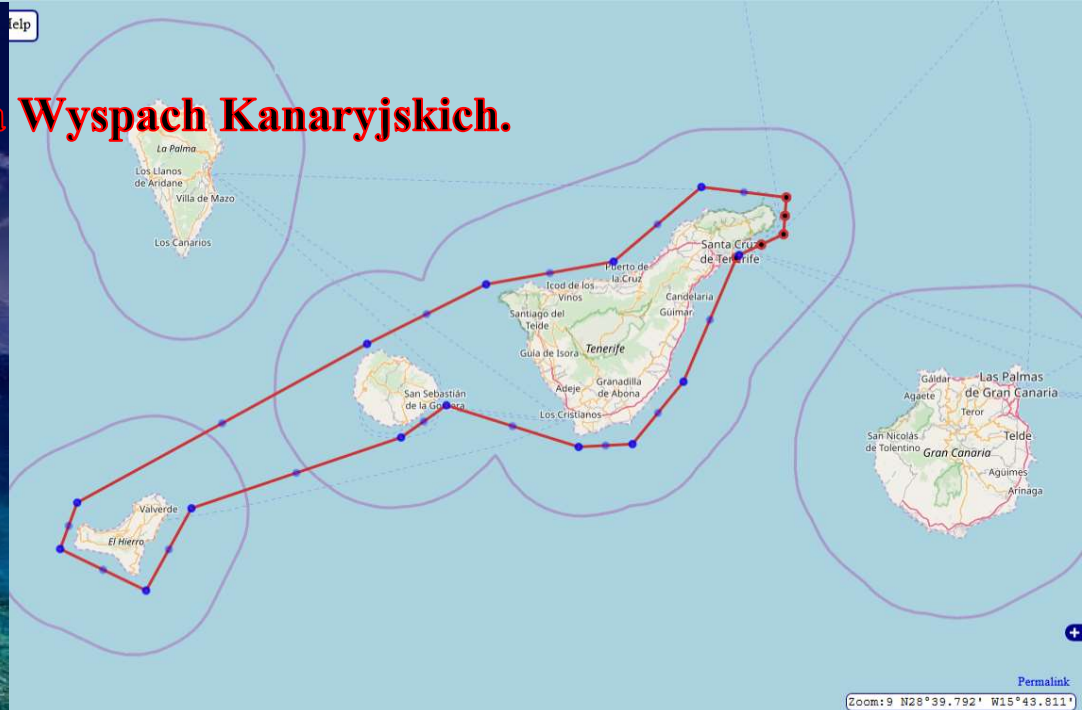 Help
Wyspach Kanaryjskich.
La Palma
Los Llanos
de Aridane
Villa de Mazo
Los Canarios
Santa Cruz
de Tenerife
Puerto de
la Cruz
Icod de los
Vinos
Candelaria
Santiago del
Teide
Güímar
Guía de Isora
Tenerife
Granadilla
de Abona
Adeje
San Sebastián
de la Gomera
Los Cristianos
Gáldar
Las Palmas
de Gran Canaria
Agaete
Teror
San Nicolás
de Tolentino
Telde
Gran Canaria
Agüimes
Arinaga
Valverde
El Hierro
Permalink
Zoom:9 N28°39.792' W15°43.811'